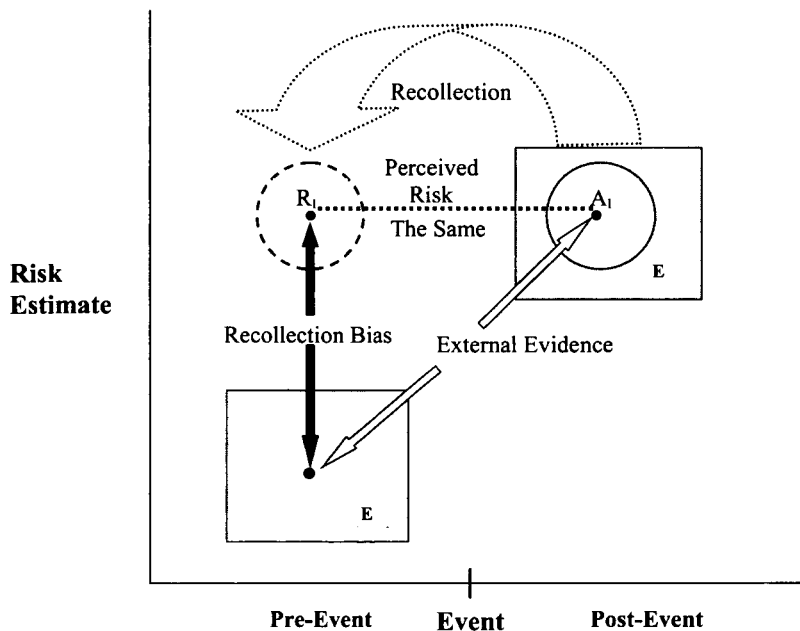 Recollection
Perceived
Risk
R₁
A₁
The Same
E
Risk
Estimate
Recollection Bias
External Evidence
E
Pre-Event
Event
Post-Event